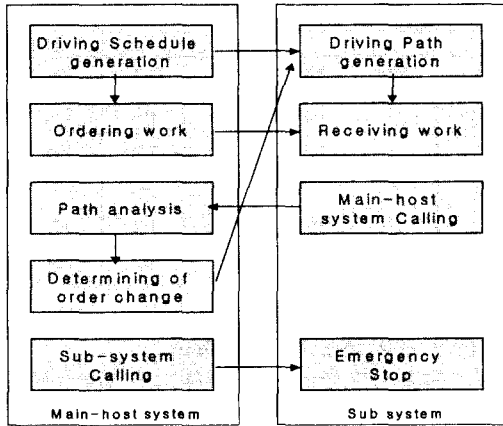 Driving Schedule
generation
Driving Path
generation
Ordering work
Receiving work
Path analysis
Main-host
system Calling
Determining of
order change
Sub-system
Calling
Emergency
Stop
Main-host system
Sub system